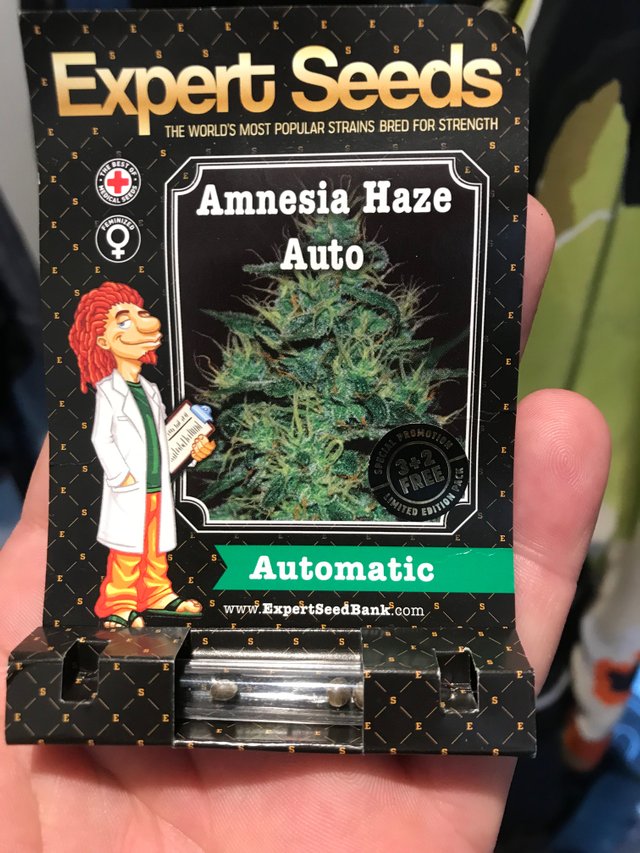 Expert Seeds
THE WORLD'S MOST POPULAR STRAINS BRED FOR STRENGTH
THE BEST OF
MEDICAL SEEDS
FEMINIZED
Amnesia Haze
Auto
SPECIAL PROMOTION
3+2
FREE
LIMITED EDITION PACK
Automatic
www.ExpertSeedBank.com